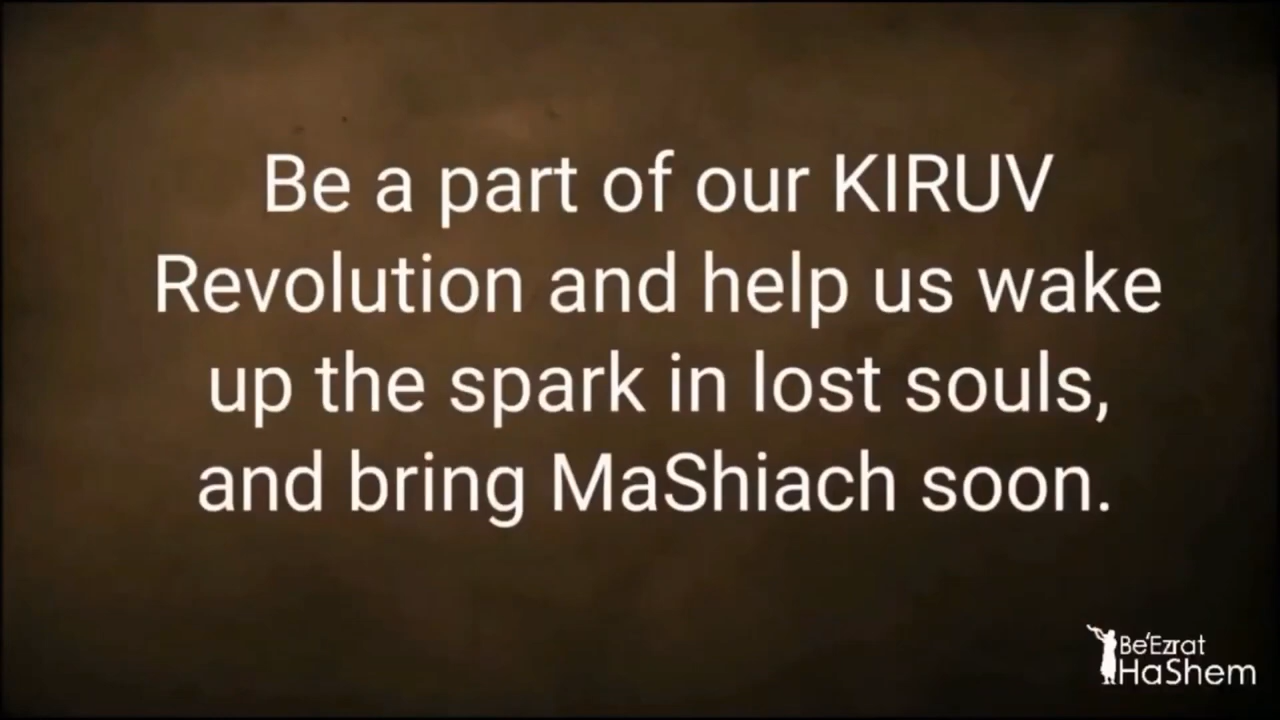 Be a part of our KIRUV
Revolution and help us wake
up the spark in lost souls,
and bring MaShiach soon.
Be'Ezrat
HaShem